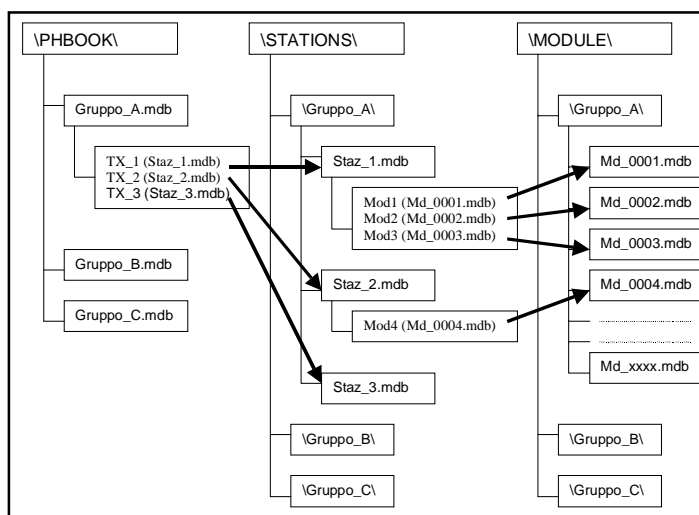 \PHBOOK\
Gruppo_A.mdb
TX_1 (Staz_1.mdb)
TX_2 (Staz_2.mdb)
TX_3 (Staz_3.mdb)
Gruppo_B.mdb
Gruppo_C.mdb
\STATIONS\
\Gruppo_A\
Staz_1.mdb
Mod1 (Md_0001.mdb)
Mod2 (Md_0002.mdb)
Mod3 (Md_0003.mdb)
Staz_2.mdb
Mod4 (Md_0004.mdb)
Staz_3.mdb
\Gruppo_B\
\Gruppo_C\
\MODULE\
\Gruppo_A\
Md_0001.mdb
Md_0002.mdb
Md_0003.mdb
Md_0004.mdb
Md_xxxx.mdb
\Gruppo_B\
\Gruppo_C\